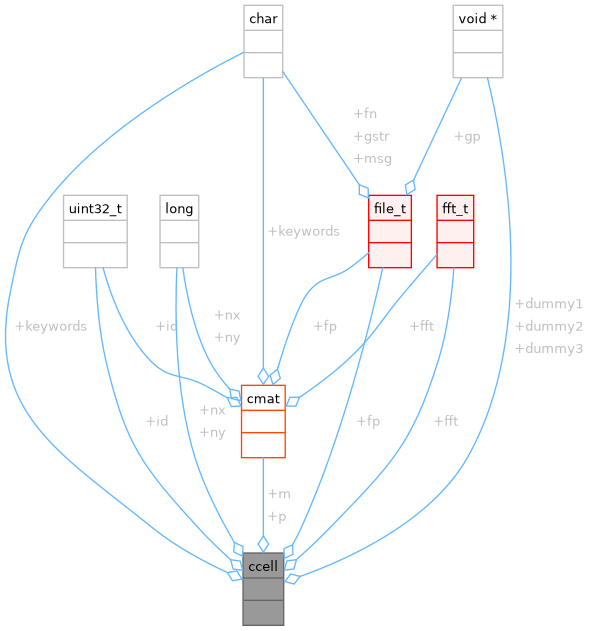 char
void *
+fn
+gstr
+msg
+gp
uint32_t
long
file_t
fft_t
+keywords
+dummy1
+dummy2
+dummy3
+nx
+ny
+keywords
+id
+fp
+fft
cmat
+nx
+ny
+id
+fp
+fft
+m
+p
ccell